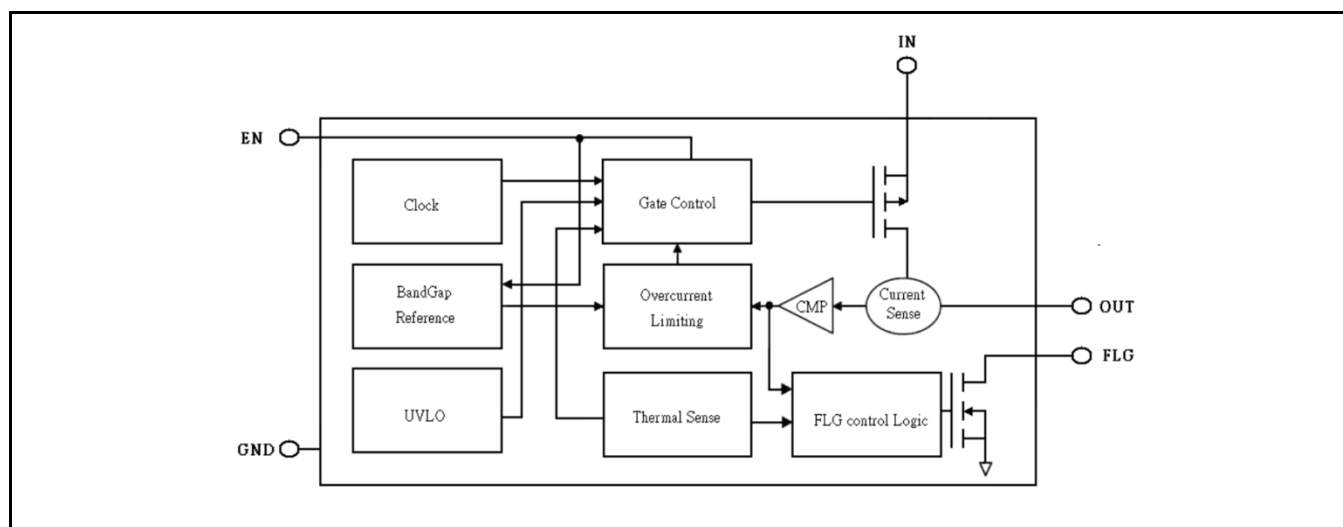 IN
EN
Clock
Gate Control
BandGap
Reference
Overcurrent
Limiting
CMP
Current
Sense
OUT
FLG
UVLO
Thermal Sense
FLG control Logic
GND